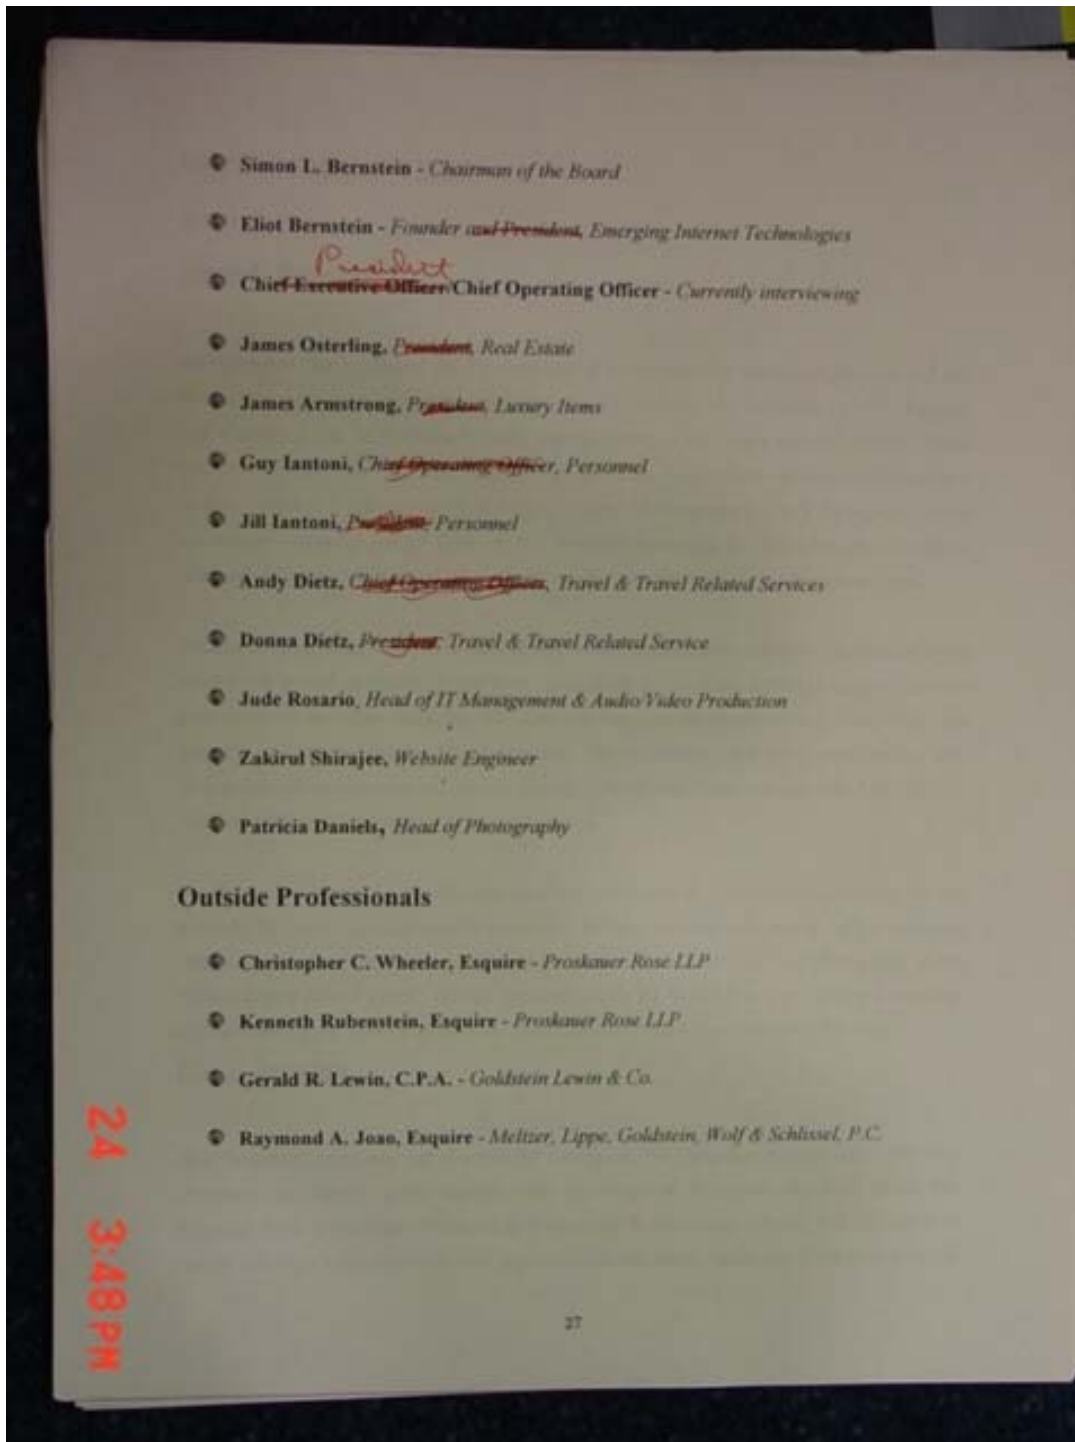 Simon L. Bernstein - Chairman of the Board
Eliot Bernstein - Founder and President, Emerging Internet Technologies
President
Chief Executive Officer/Chief Operating Officer - Currently interviewing
James Osterling, President, Real Estate
James Armstrong, President, Luxury Items
Guy Iantoni, Chief Operating Officer, Personnel
Jill Iantoni, President, Personnel
Andy Dietz, Chief Operating Officer, Travel & Travel Related Services
Donna Dietz, President, Travel & Travel Related Service
Jude Rosario, Head of IT Management & Audio/Video Production
Zakirul Shirajee, Website Engineer
Patricia Daniels, Head of Photography
Outside Professionals
Christopher C. Wheeler, Esquire - Proskauer Rose LLP
Kenneth Rubenstein, Esquire - Proskauer Rose LLP
Gerald R. Lewin, C.P.A. - Goldstein Lewin & Co.
Raymond A. Joao, Esquire - Meltzer, Lippe, Goldstein, Wolf & Schlissel, P.C.
27
24 3:48 PM